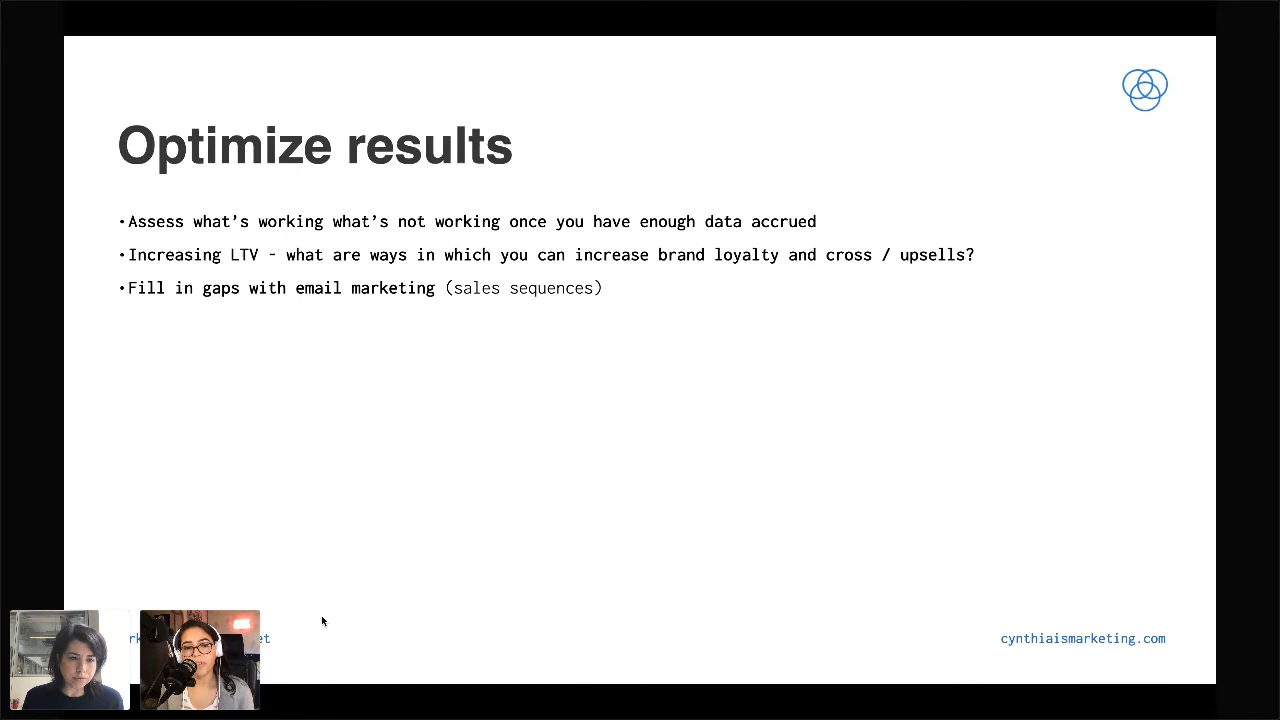 Optimize results
•Assess what’s working what’s not working once you have enough data accrued
•Increasing LTV - what are ways in which you can increase brand loyalty and cross / upsells?
•Fill in gaps with email marketing (sales sequences)
cynthiaismarketing.com